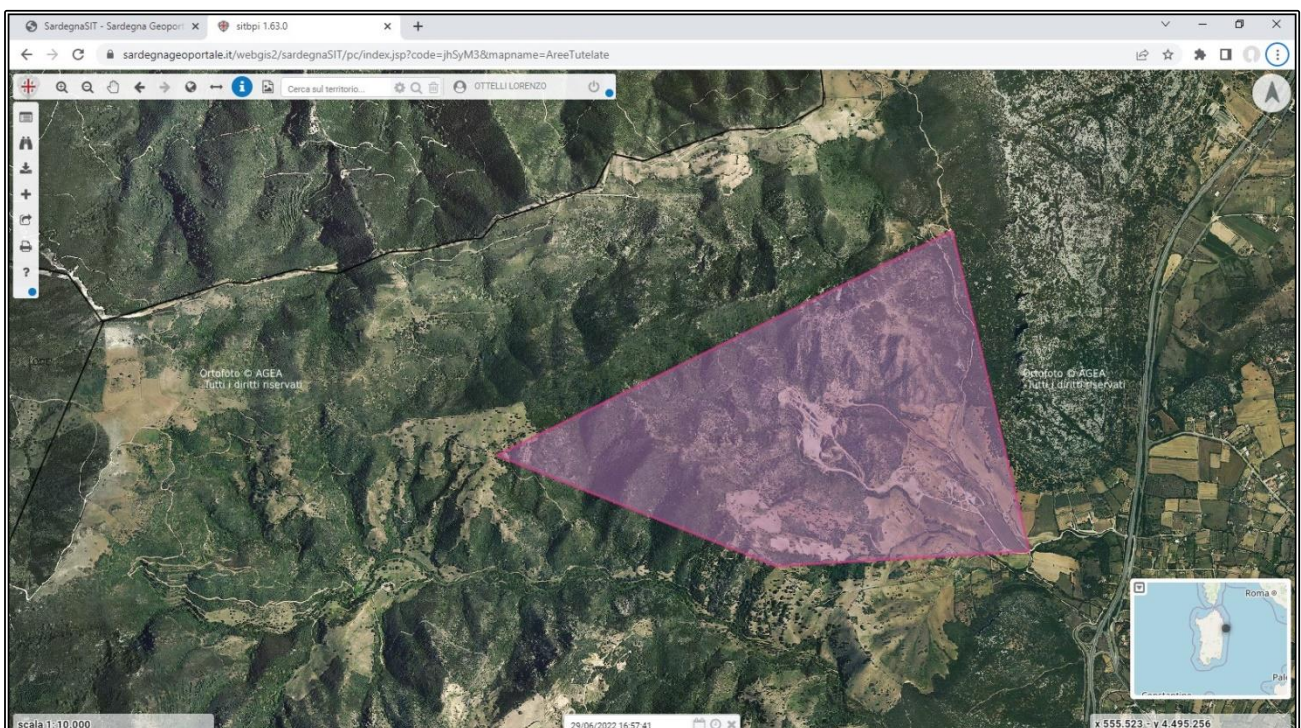 SardegnaSIT - Sardegna Geoport
sitbpi 1.63.0
sardegnageoportale.it/webgis2/sardegnaSIT/pc/index.jsp?code=jhSyM3&mapname=AreeTutelate
Cerca sul territorio...
OTTELLI LORENZO
Ortofoto © AGEA
Tutti i diritti riservati
Ortofoto © AGEA
Tutti i diritti riservati
Roma
Pal
Constantine
scala 1: 10.000
29/06/2022 16:57:41
x 555.523 - y 4.495.256